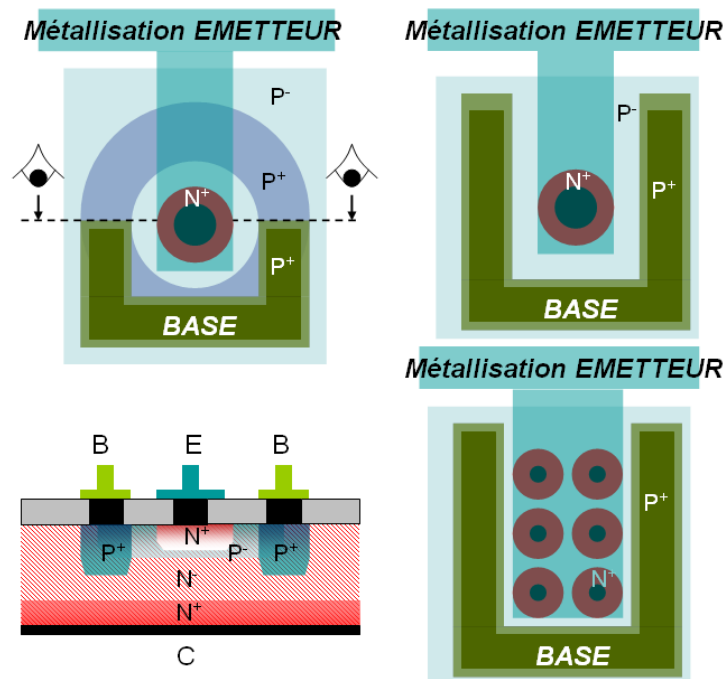 Métallisation EMETTEUR
P-
P+
N+
P+
BASE
Métallisation EMETTEUR
P-
N+
P+
BASE
B E B
N+
P+ P- P+
N-
N+
C
Métallisation EMETTEUR
P+
N+
BASE